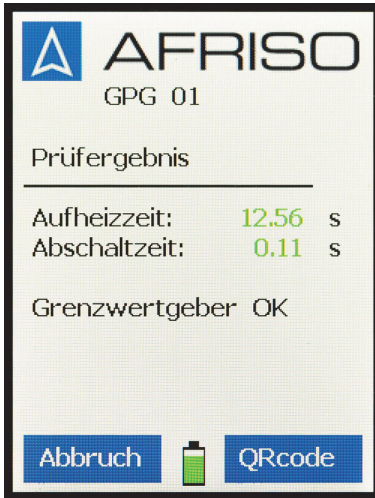 AFRISO
GPG 01
Prüfergebnis
Aufheizzeit: 12.56 s
Abschaltzeit: 0.11 s
Grenzwertgeber OK
Abbruch QRcode